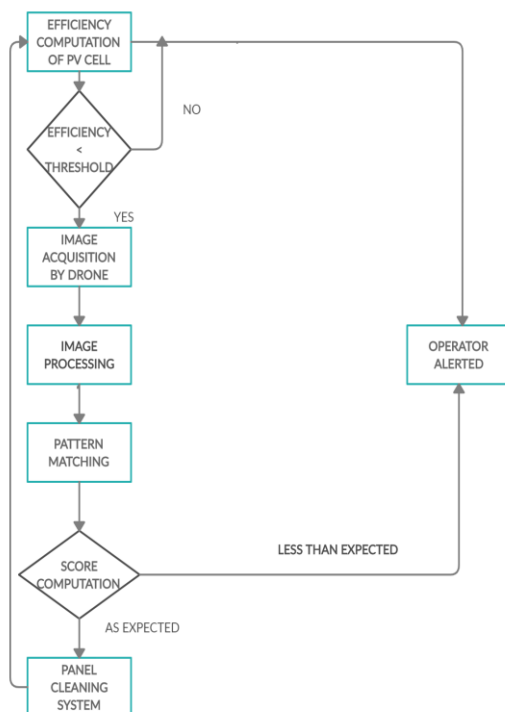 EFFICIENCY
COMPUTATION
OF PV CELL
NO
EFFICIENCY
<
THRESHOLD
YES
IMAGE
ACQUISITION
BY DRONE
IMAGE
PROCESSING
OPERATOR
ALERTED
PATTERN
MATCHING
LESS THAN EXPECTED
SCORE
COMPUTATION
AS EXPECTED
PANEL
CLEANING
SYSTEM